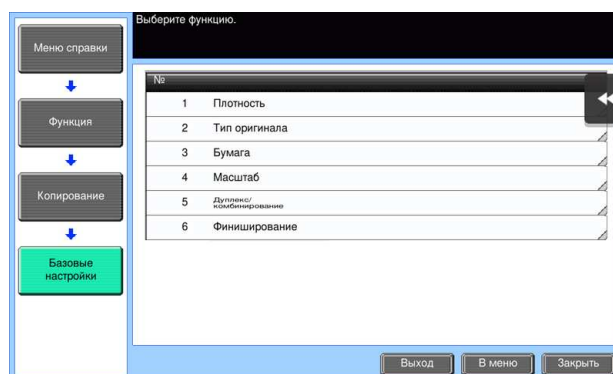 Выберите функцию.
Меню справки
Функция
Копирование
Базовые
настройки
№
1 Плотность
2 Тип оригинала
3 Бумага
4 Масштаб
5 Дуплекс/
комбинирование
6 Финиширование
Выход В меню Закрыть